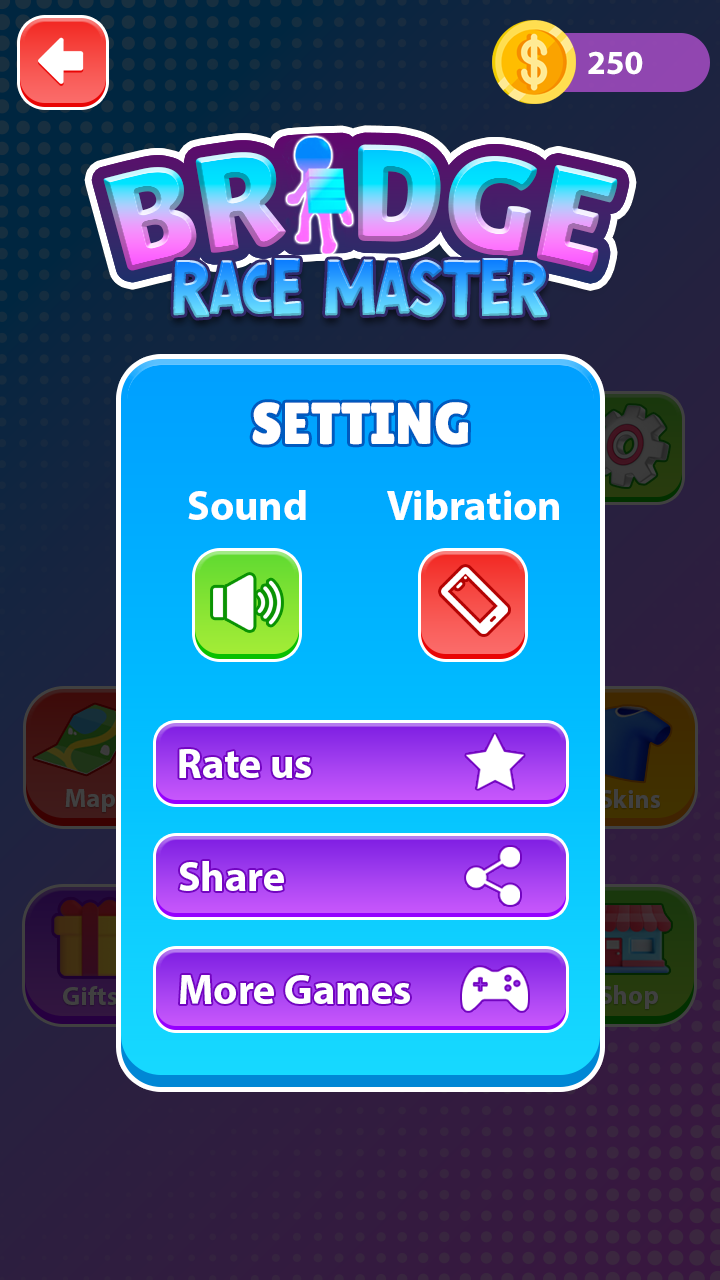 250
BRIDGE
RACE MASTER
SETTING
Sound Vibration
Rate us
Map Skins
Share
Gifts Shop
More Games